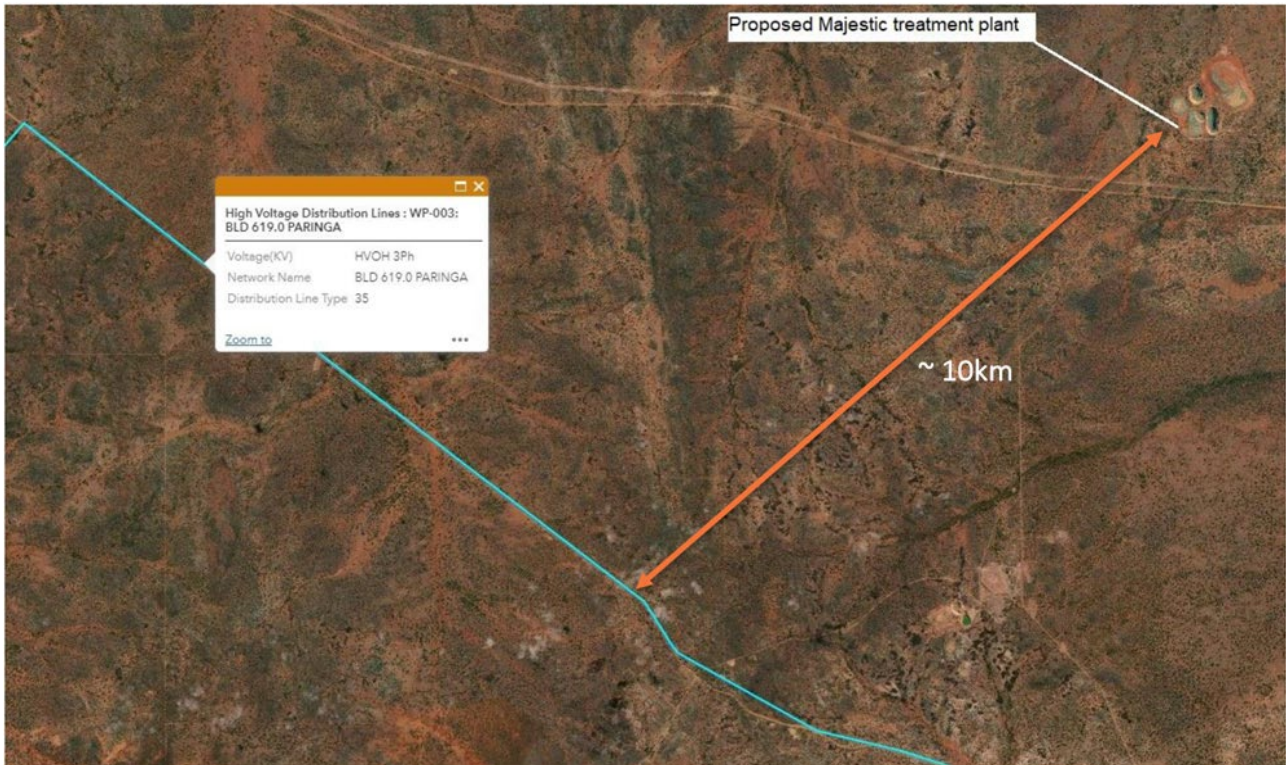 Proposed Majestic treatment plant
High Voltage Distribution Lines : WP-003:
BLD 619.0 PARINGA
Voltage(KV) HVOH 3Ph
Network Name BLD 619.0 PARINGA
Distribution Line Type 35
Zoom to
~ 10km